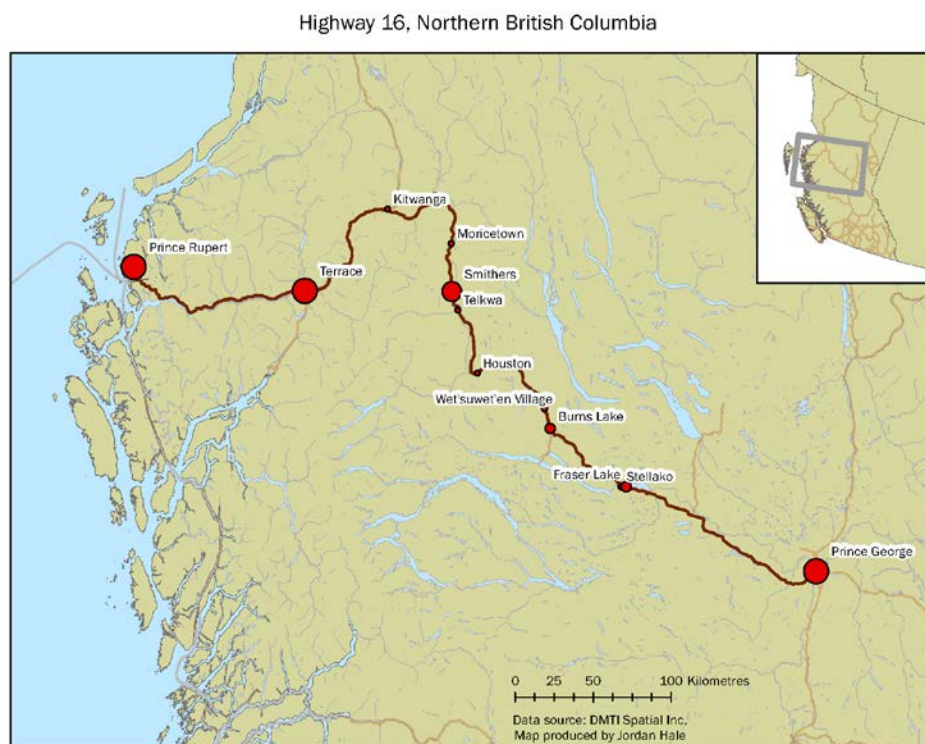 Highway 16, Northern British Columbia
Kitwanga
Moricetown
Prince Rupert
Terrace
Smithers
Telkwa
Houston
Wet'suwet'en Village
Burns Lake
Fraser Lake
Stellako
Prince George
0 25 50 100 Kilometres
Data source: DMTI Spatial Inc.
Map produced by Jordan Hale